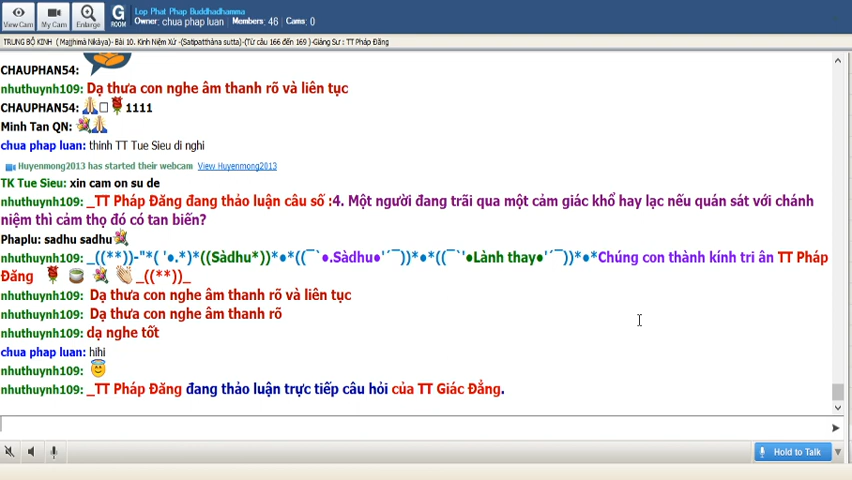 View Cam
My Cam
Enlarge
G
ROOM
Lop Phat Phap Buddhadhamma
Owner: chua phap luan Members: 46 Cams: 0
TRUNG BỘ KINH ( Majjhimà Nikàya)- Bài 10. Kinh Niệm Xứ -(Satipatthàna sutta)-(Từ câu 166 đến 169 )-Giảng Sư : TT Pháp Đăng
CHAUPHAN54:
nhuthuynh109: Dạ thưa con nghe âm thanh rõ và liên tục
CHAUPHAN54: 🙏□🌹1111
Minh Tan QN: 💐🙏
chua phap luan: thinh TT Tue Sieu di nghi
Huyenmong2013 has started their webcam View Huyenmong2013
TK Tue Sieu: xin cam on su de
nhuthuynh109: _TT Pháp Đăng đang thảo luận câu số :4. Một người đang trãi qua một cảm giác khổ hay lạc nếu quán sát với chánh
niệm thì cảm thọ đó có tan biến?
Phaplu: sadhu sadhu💐
nhuthuynh109: _((**))-"*( '●.*)*((Sàdhu*))*●*((¯`●.Sàdhu●'´¯))*●*((¯`'●Lành thay●'´¯))*●*Chúng con thành kính tri ân TT Pháp
Đăng 🌹 🍵 💐 👏 _((**))_
nhuthuynh109: Dạ thưa con nghe âm thanh rõ và liên tục
nhuthuynh109: Dạ thưa con nghe âm thanh rõ
nhuthuynh109: dạ nghe tốt
chua phap luan: hihi
nhuthuynh109: 😇
nhuthuynh109: _TT Pháp Đăng đang thảo luận trực tiếp câu hỏi của TT Giác Đẳng.
Hold to Talk